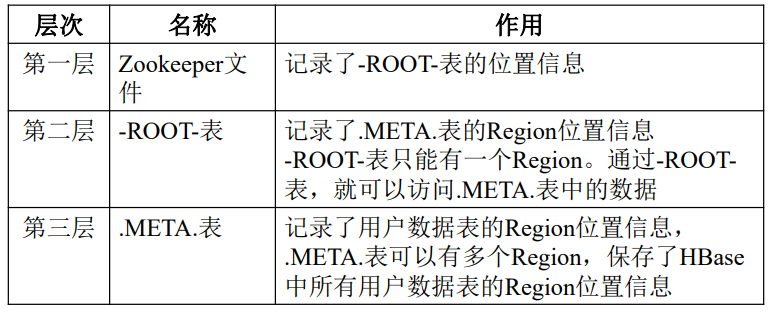 层次 名称 作用
第一层 Zookeeper文件 记录了-ROOT-表的位置信息
第二层 -ROOT-表 记录了.META.表的Region位置信息
-ROOT-表只能有一个Region。通过-ROOT-
表，就可以访问.META.表中的数据
第三层 .META.表 记录了用户数据表的Region位置信息，
.META.表可以有多个Region，保存了HBase
中所有用户数据表的Region位置信息